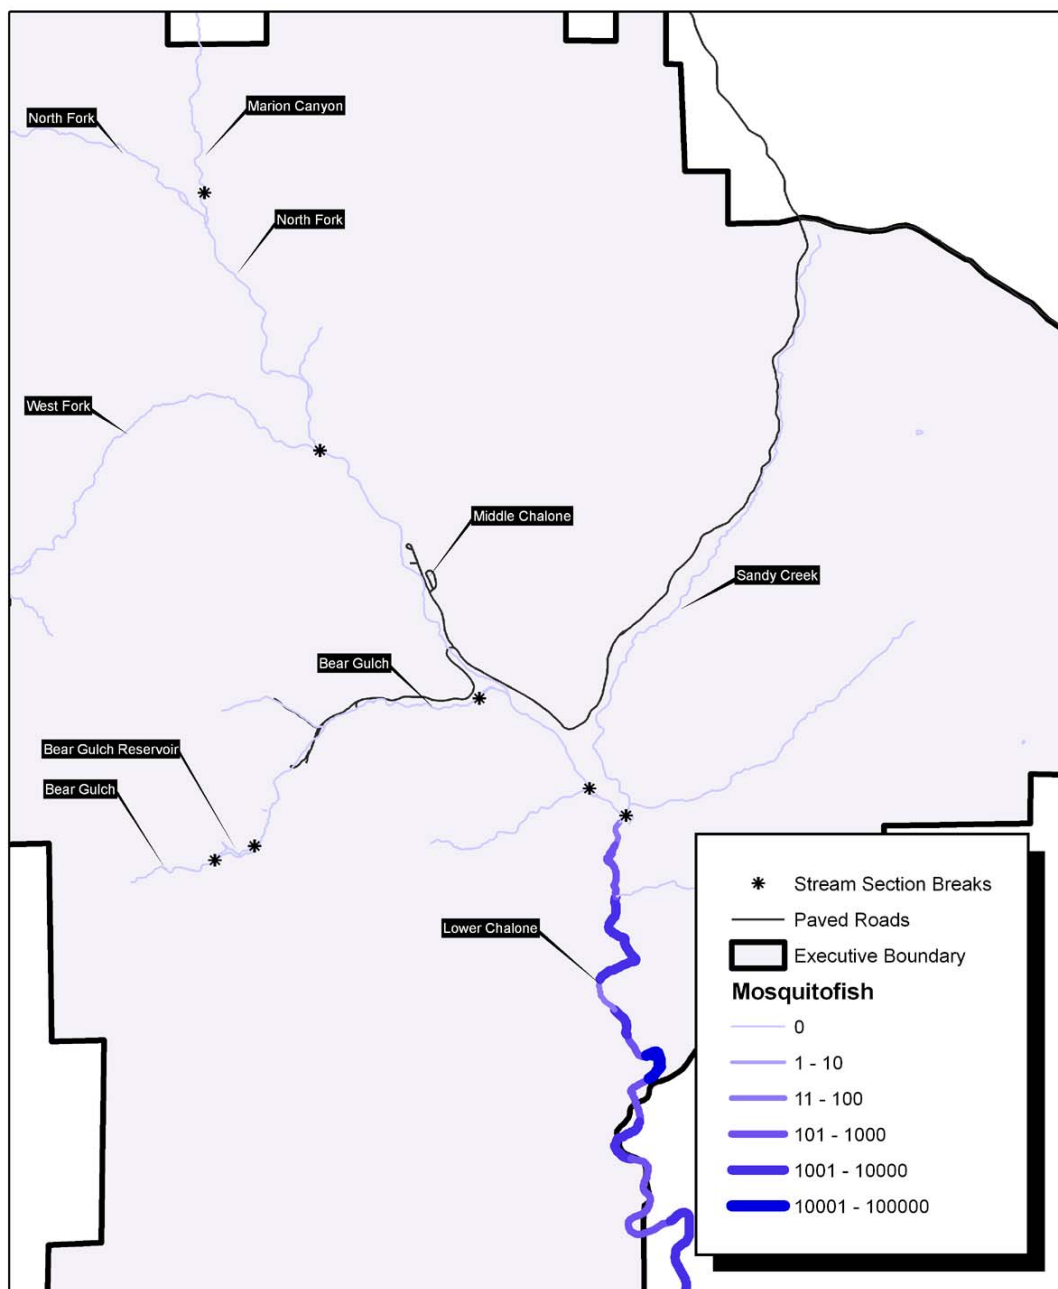 Marion Canyon
North Fork
North Fork
West Fork
Middle Chalone
Sandy Creek
Bear Gulch
Bear Gulch Reservoir
Bear Gulch
Lower Chalone
Stream Section Breaks
Paved Roads
Executive Boundary
Mosquitofish
0
1 - 10
11 - 100
101 - 1000
1001 - 10000
10001 - 100000